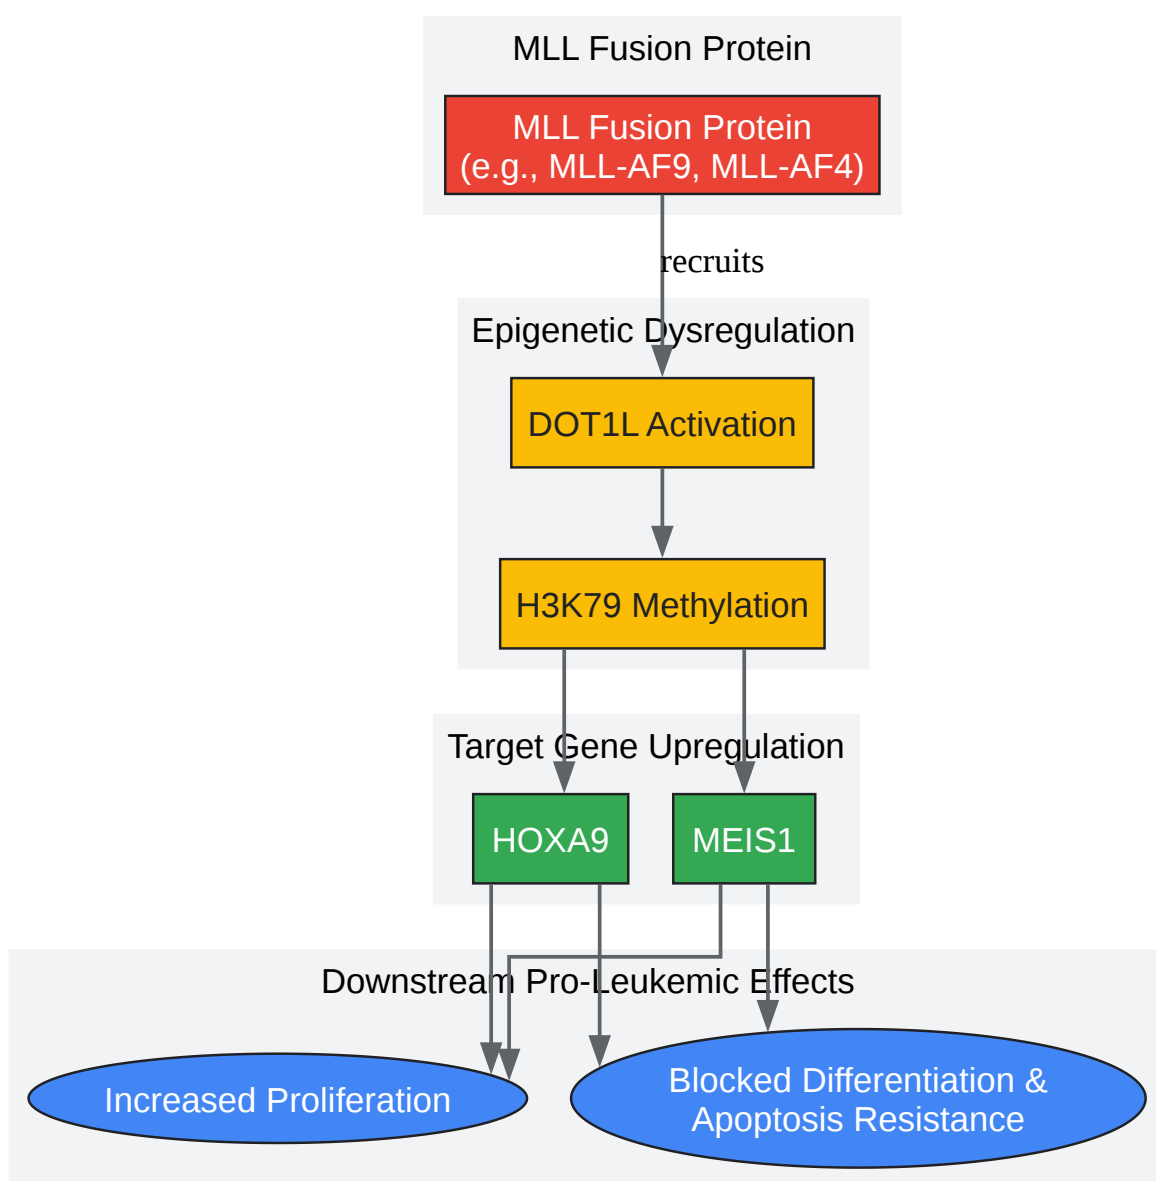 MLL Fusion Protein
MLL Fusion Protein
(e.g., MLL-AF9, MLL-AF4)
recruits
Epigenetic Dysregulation
DOT1L Activation
H3K79 Methylation
Target Gene Upregulation
HOXA9
MEIS1
Downstream Pro-Leukemic Effects
Increased Proliferation
Blocked Differentiation &
Apoptosis Resistance